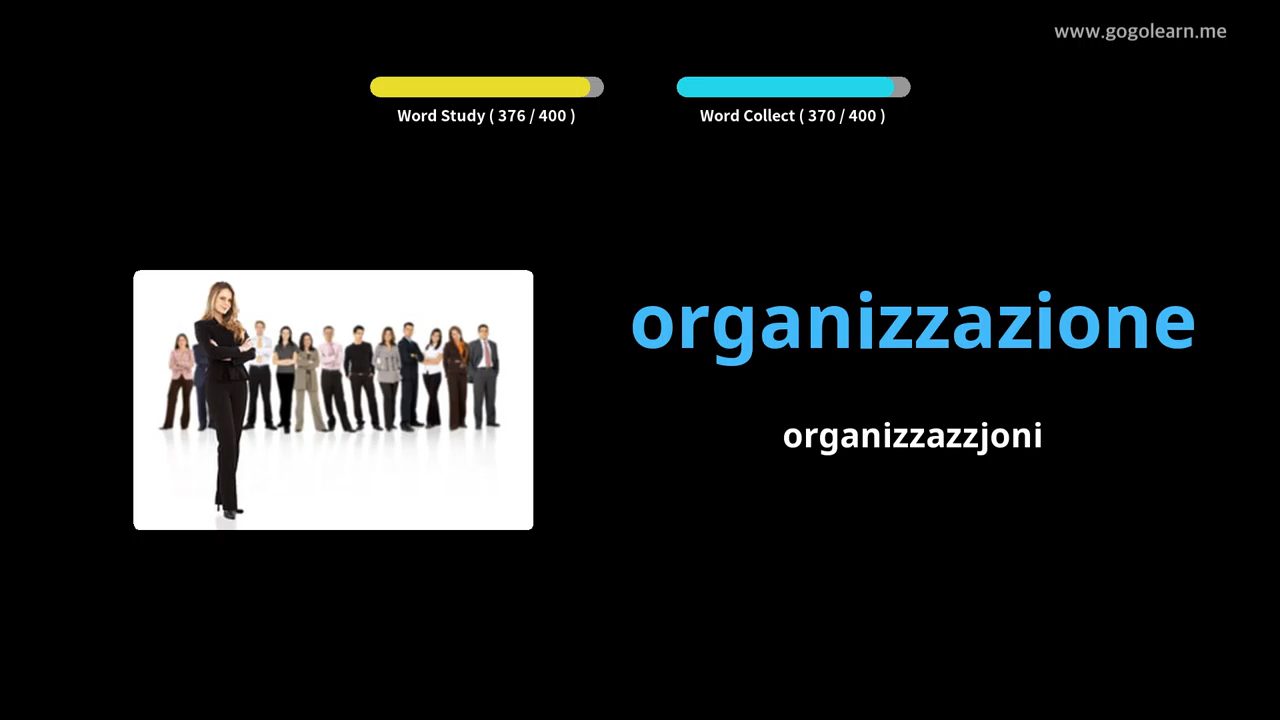 www.gogolearn.me
Word Study ( 376 / 400 )
Word Collect ( 370 / 400 )
organizzazione
organizzazzjoni